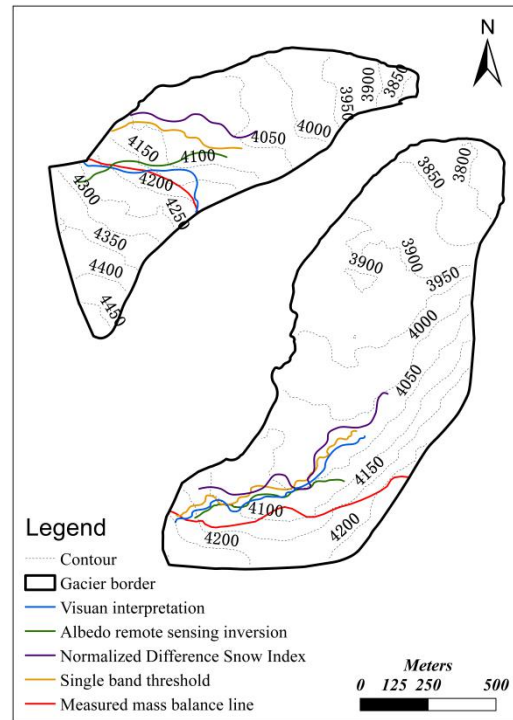 N
3900
3850
3950
4000
4050
4150
4100
4200
4300
4250
4350
4400
4450
3800
3850
3900
3900
3950
4000
4050
4150
4100
4200
4200
Legend
Contour
Gacier border
Visuan interpretation
Albedo remote sensing inversion
Normalized Difference Snow Index
Single band threshold
Measured mass balance line
Meters
0 125 250 500